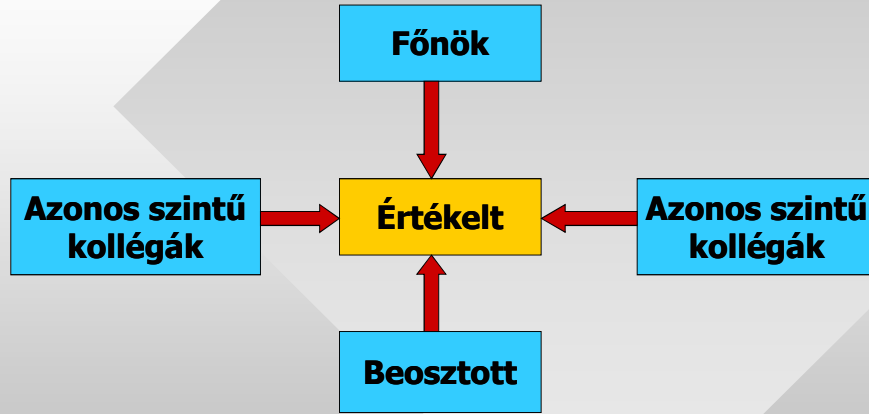 Főnök
Azonos szintű
kollégák
Értékelt
Azonos szintű
kollégák
Beosztott